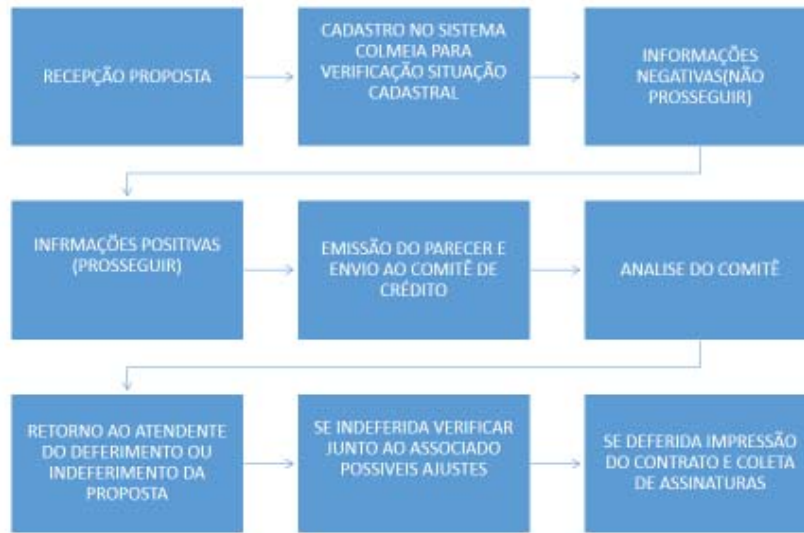 RECEPÇÃO PROPOSTA
CADASTRO NO SISTEMA
COLMEIA PARA
VERIFICAÇÃO SITUAÇÃO
CADASTRAL
INFORMAÇÕES
NEGATIVAS(NÃO
PROSSEGUIR)
INFRMAÇÕES POSITIVAS
(PROSSEGUIR)
EMISSÃO DO PARECER E
ENVIO AO COMITÊ DE
CRÉDITO
ANALISE DO COMITÊ
RETORNO AO ATENDENTE
DO DEFERIMENTO OU
INDEFERIMENTO DA
PROPOSTA
SE INDEFERIDA VERIFICAR
JUNTO AO ASSOCIADO
POSSIVEIS AJUSTES
SE DEFERIDA IMPRESSÃO
DO CONTRATO E COLETA
DE ASSINATURAS